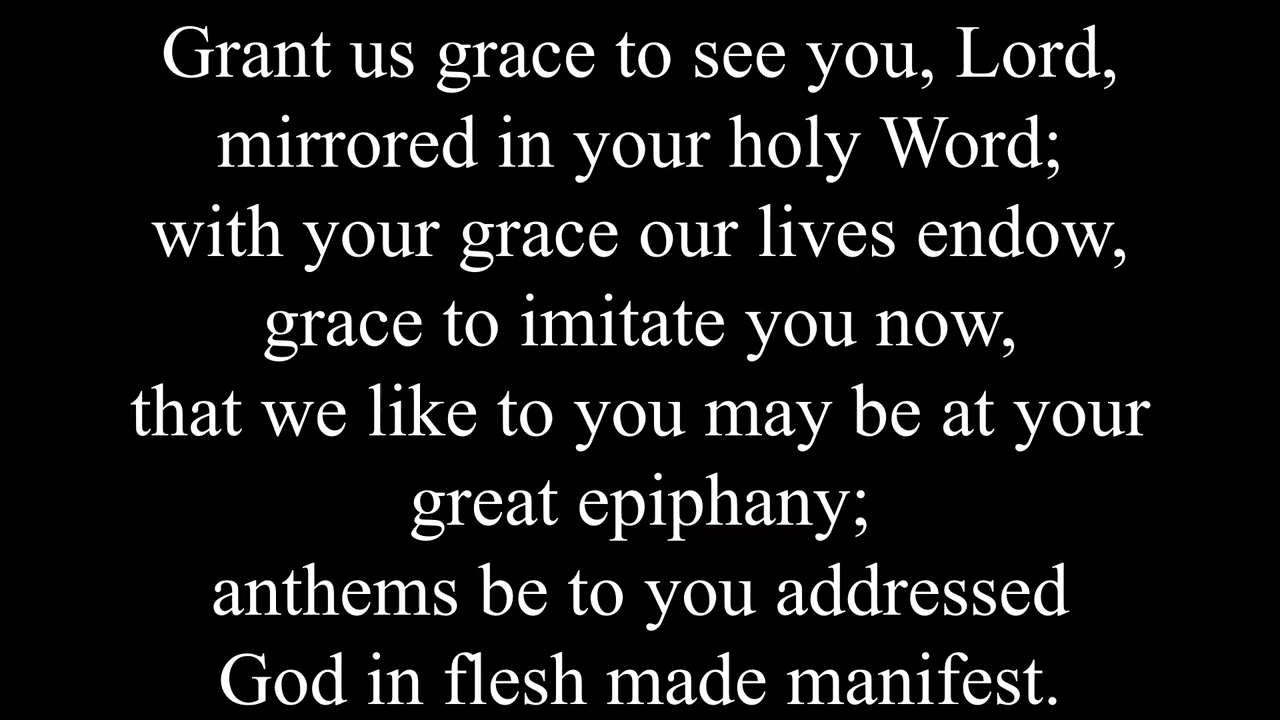 Grant us grace to see you, Lord,
mirrored in your holy Word;
with your grace our lives endow,
grace to imitate you now,
that we like to you may be at your
great epiphany;
anthems be to you addressed
God in flesh made manifest.